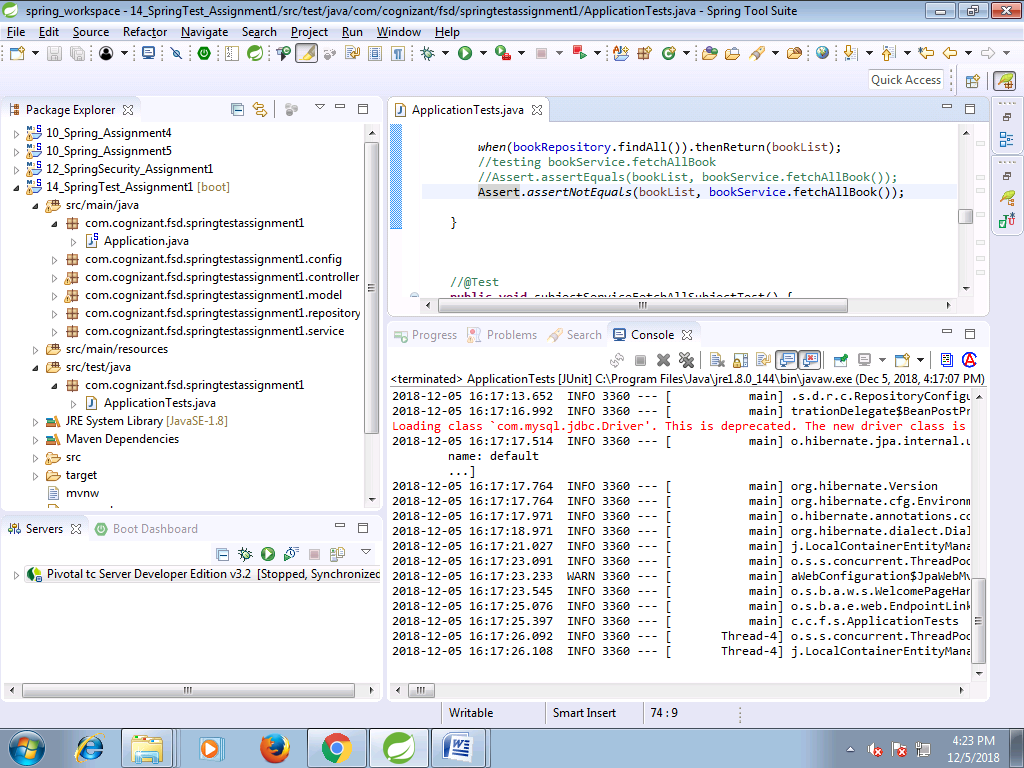 spring_workspace - 14_SpringTest_Assignment1/src/test/java/com/cognizant/fsd/springtestassignment1/ApplicationTests.java - Spring Tool Suite
File Edit Source Refactor Navigate Search Project Run Window Help
Quick Access
Package Explorer
10_Spring_Assignment4
10_Spring_Assignment5
12_SpringSecurity_Assignment1
14_SpringTest_Assignment1 [boot]
src/main/java
com.cognizant.fsd.springtestassignment1
Application.java
com.cognizant.fsd.springtestassignment1.config
com.cognizant.fsd.springtestassignment1.controller
com.cognizant.fsd.springtestassignment1.model
com.cognizant.fsd.springtestassignment1.repository
com.cognizant.fsd.springtestassignment1.service
src/main/resources
src/test/java
com.cognizant.fsd.springtestassignment1
ApplicationTests.java
JRE System Library [JavaSE-1.8]
Maven Dependencies
src
target
mvnw
Servers Boot Dashboard
Pivotal tc Server Developer Edition v3.2 [Stopped, Synchronized
ApplicationTests.java
when(bookRepository.findAll()).thenReturn(bookList);
//testing bookService.fetchAllBook
//Assert.assertEquals(bookList, bookService.fetchAllBook());
Assert.assertNotEquals(bookList, bookService.fetchAllBook());
}
//@Test
public void subjectServiceFetchAllSubjectTest() {
Progress Problems Search Console
<terminated> ApplicationTests [JUnit] C:\Program Files\Java\jre1.8.0_144\bin\javaw.exe (Dec 5, 2018, 4:17:07 PM)
2018-12-05 16:17:13.652 INFO 3360 --- [ main] .s.d.r.c.RepositoryConfigu
2018-12-05 16:17:16.992 INFO 3360 --- [ main] trationDelegate$BeanPostPr
Loading class `com.mysql.jdbc.Driver'. This is deprecated. The new driver class is
2018-12-05 16:17:17.514 INFO 3360 --- [ main] o.hibernate.jpa.internal.u
name: default
...]
2018-12-05 16:17:17.764 INFO 3360 --- [ main] org.hibernate.Version
2018-12-05 16:17:17.764 INFO 3360 --- [ main] org.hibernate.cfg.Environm
2018-12-05 16:17:17.971 INFO 3360 --- [ main] o.hibernate.annotations.co
2018-12-05 16:17:18.971 INFO 3360 --- [ main] org.hibernate.dialect.Dial
2018-12-05 16:17:21.027 INFO 3360 --- [ main] j.LocalContainerEntityMana
2018-12-05 16:17:23.091 INFO 3360 --- [ main] o.s.s.concurrent.ThreadPoo
2018-12-05 16:17:23.233 WARN 3360 --- [ main] aWebConfiguration$JpaWebMv
2018-12-05 16:17:23.545 INFO 3360 --- [ main] o.s.b.a.w.s.WelcomePageHan
2018-12-05 16:17:25.076 INFO 3360 --- [ main] o.s.b.a.e.web.EndpointLink
2018-12-05 16:17:25.397 INFO 3360 --- [ main] c.c.f.s.ApplicationTests
2018-12-05 16:17:26.092 INFO 3360 --- [ Thread-4] o.s.s.concurrent.ThreadPoo
2018-12-05 16:17:26.108 INFO 3360 --- [ Thread-4] j.LocalContainerEntityMana
Writable Smart Insert 74 : 9
4:23 PM
12/5/2018